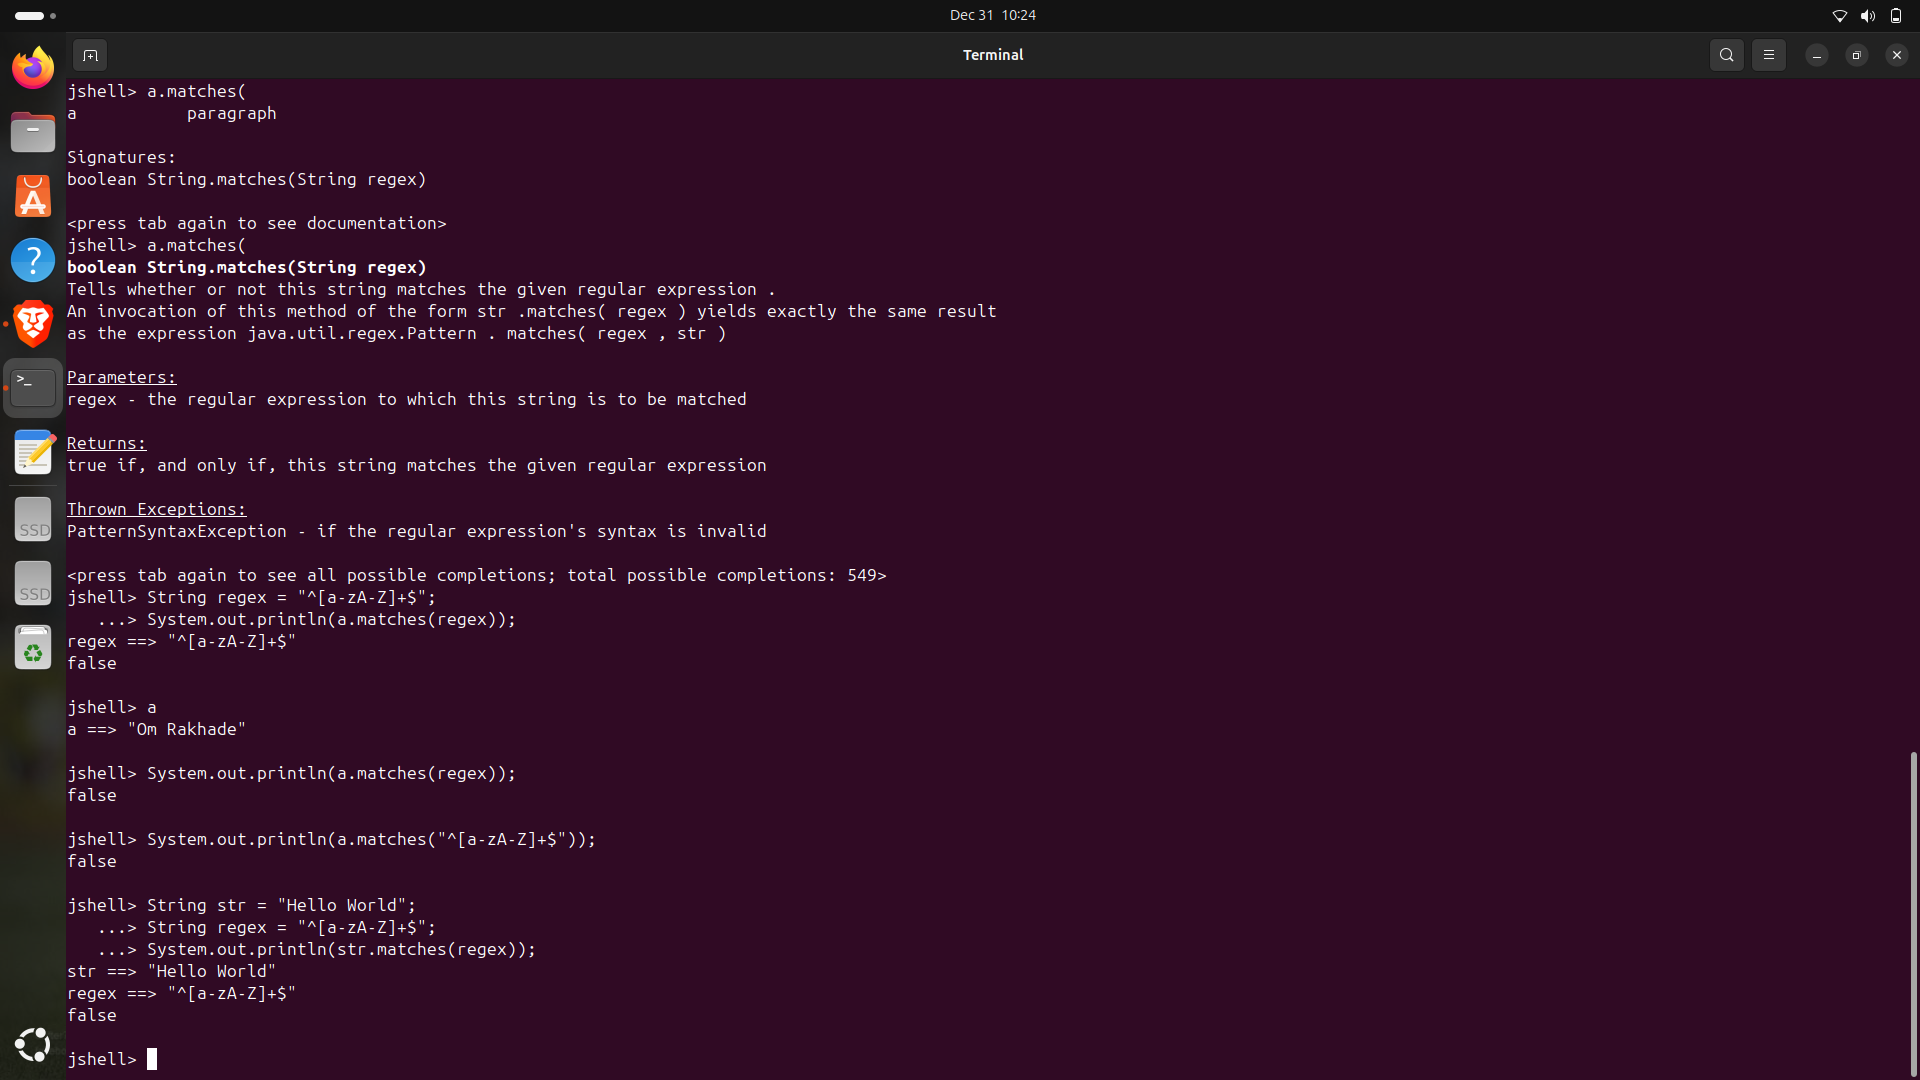 Dec 31 10:24
Terminal
jshell> a.matches(
a paragraph
Signatures:
boolean String.matches(String regex)
<press tab again to see documentation>
jshell> a.matches(
boolean String.matches(String regex)
Tells whether or not this string matches the given regular expression .
An invocation of this method of the form str .matches( regex ) yields exactly the same result
as the expression java.util.regex.Pattern . matches( regex , str )
Parameters:
regex - the regular expression to which this string is to be matched
Returns:
true if, and only if, this string matches the given regular expression
Thrown Exceptions:
PatternSyntaxException - if the regular expression's syntax is invalid
<press tab again to see all possible completions; total possible completions: 549>
jshell> String regex = "^[a-zA-Z]+$";
...> System.out.println(a.matches(regex));
regex ==> "^[a-zA-Z]+$"
false
jshell> a
a ==> "Om Rakhade"
jshell> System.out.println(a.matches(regex));
false
jshell> System.out.println(a.matches("^[a-zA-Z]+$"));
false
jshell> String str = "Hello World";
...> String regex = "^[a-zA-Z]+$";
...> System.out.println(str.matches(regex));
str ==> "Hello World"
regex ==> "^[a-zA-Z]+$"
false
jshell>
SSD
SSD